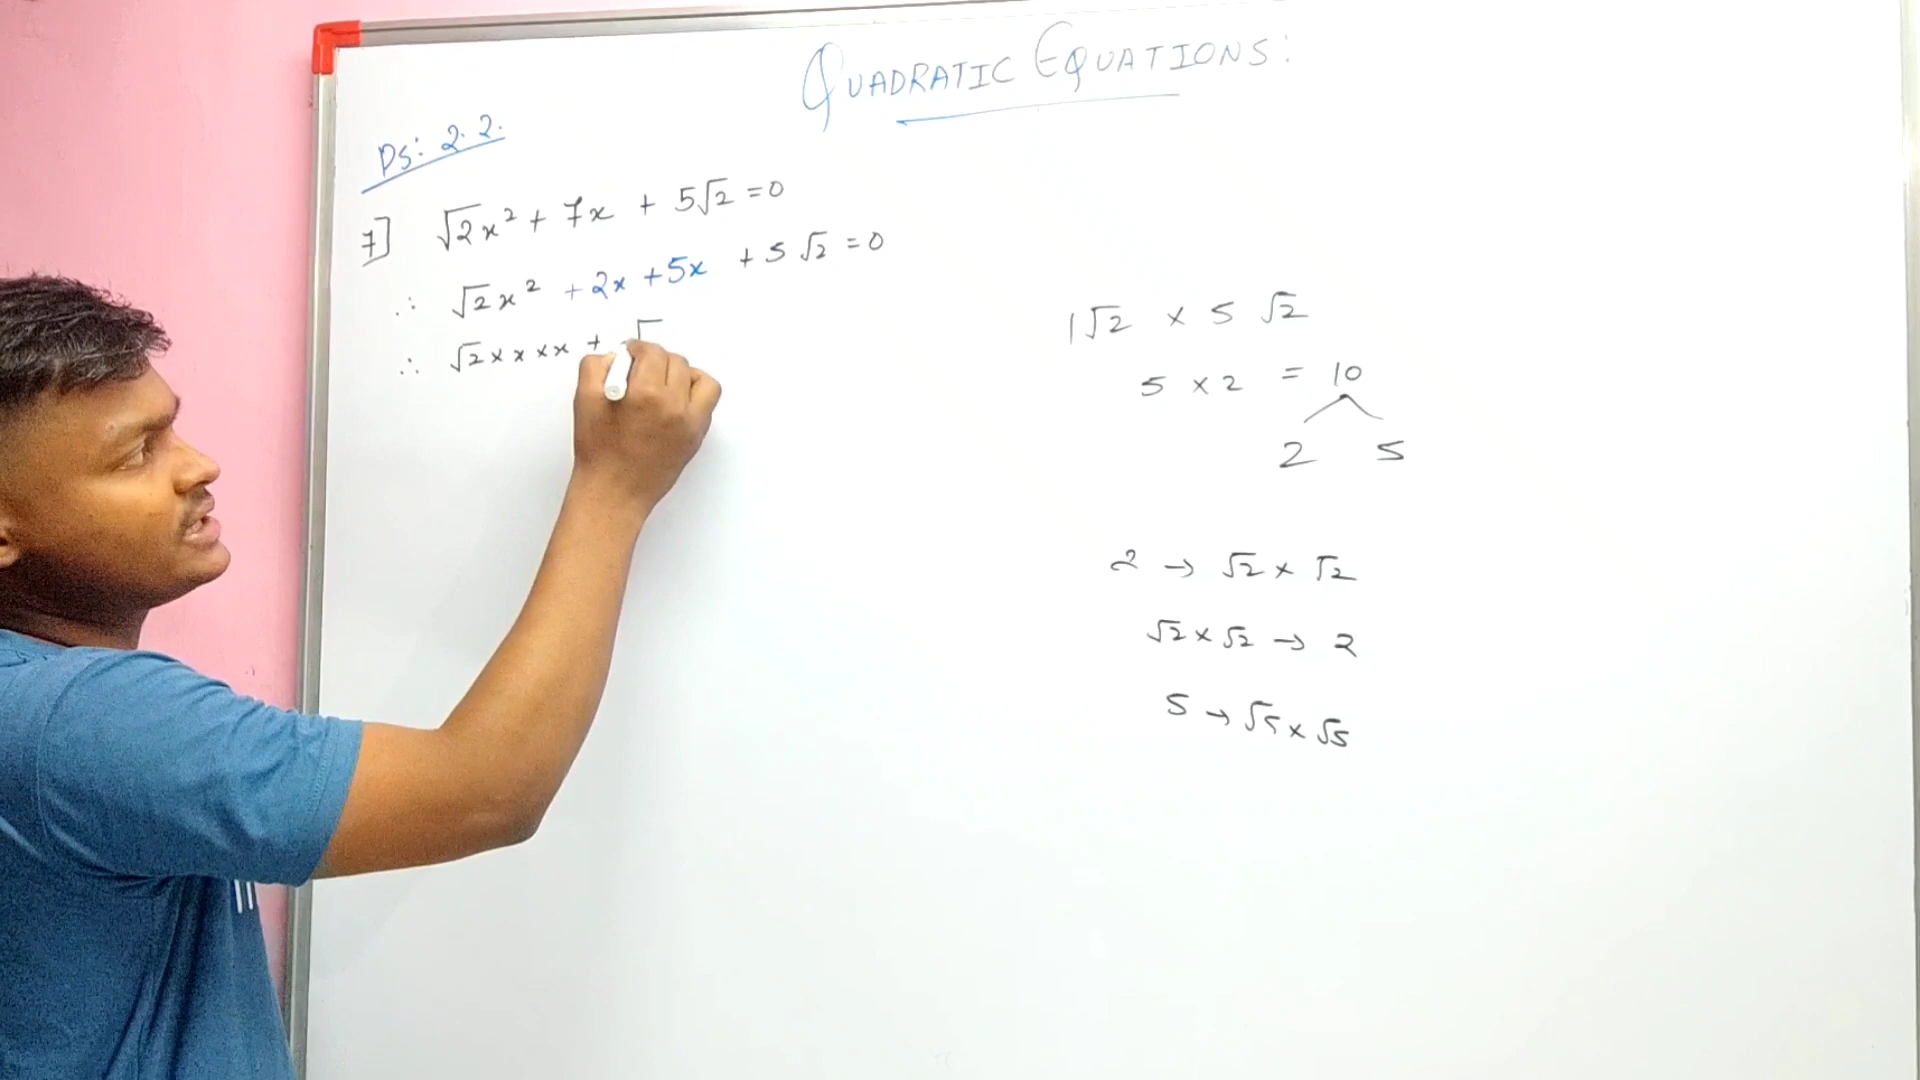 QUADRATIC EQUATIONS:
PS: 2.2.
7] √2x² + 7x + 5√2 = 0
∴ √2x² + 2x + 5x + 5√2 = 0
∴ √2 × x × x + √
1√2 × 5√2
5 × 2 = 10
2 5
2 → √2 × √2
√2 × √2 → 2
5 → √5 × √5